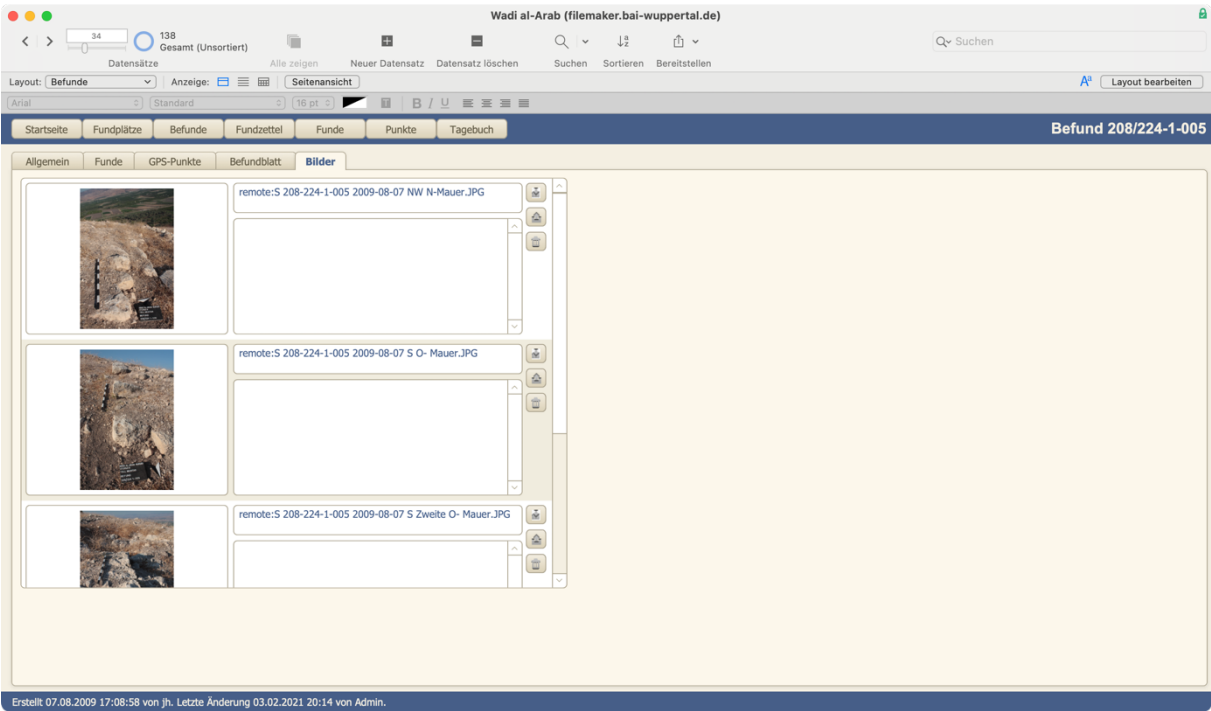 Wadi al-Arab (filemaker.bai-wuppertal.de)
34
138
Gesamt (Unsortiert)
Suchen
Datensätze
Alle zeigen
Neuer Datensatz
Datensatz löschen
Suchen
Sortieren
Bereitstellen
Layout: Befunde
Anzeige:
Seitenansicht
Aa
Layout bearbeiten
Arial
Standard
16 pt
B I U
Startseite
Fundplätze
Befunde
Fundzettel
Funde
Punkte
Tagebuch
Befund 208/224-1-005
Allgemein
Funde
GPS-Punkte
Befundblatt
Bilder
remote:S 208-224-1-005 2009-08-07 NW N-Mauer.JPG
remote:S 208-224-1-005 2009-08-07 S O- Mauer.JPG
remote:S 208-224-1-005 2009-08-07 S Zweite O- Mauer.JPG
Erstellt 07.08.2009 17:08:58 von jh. Letzte Änderung 03.02.2021 20:14 von Admin.